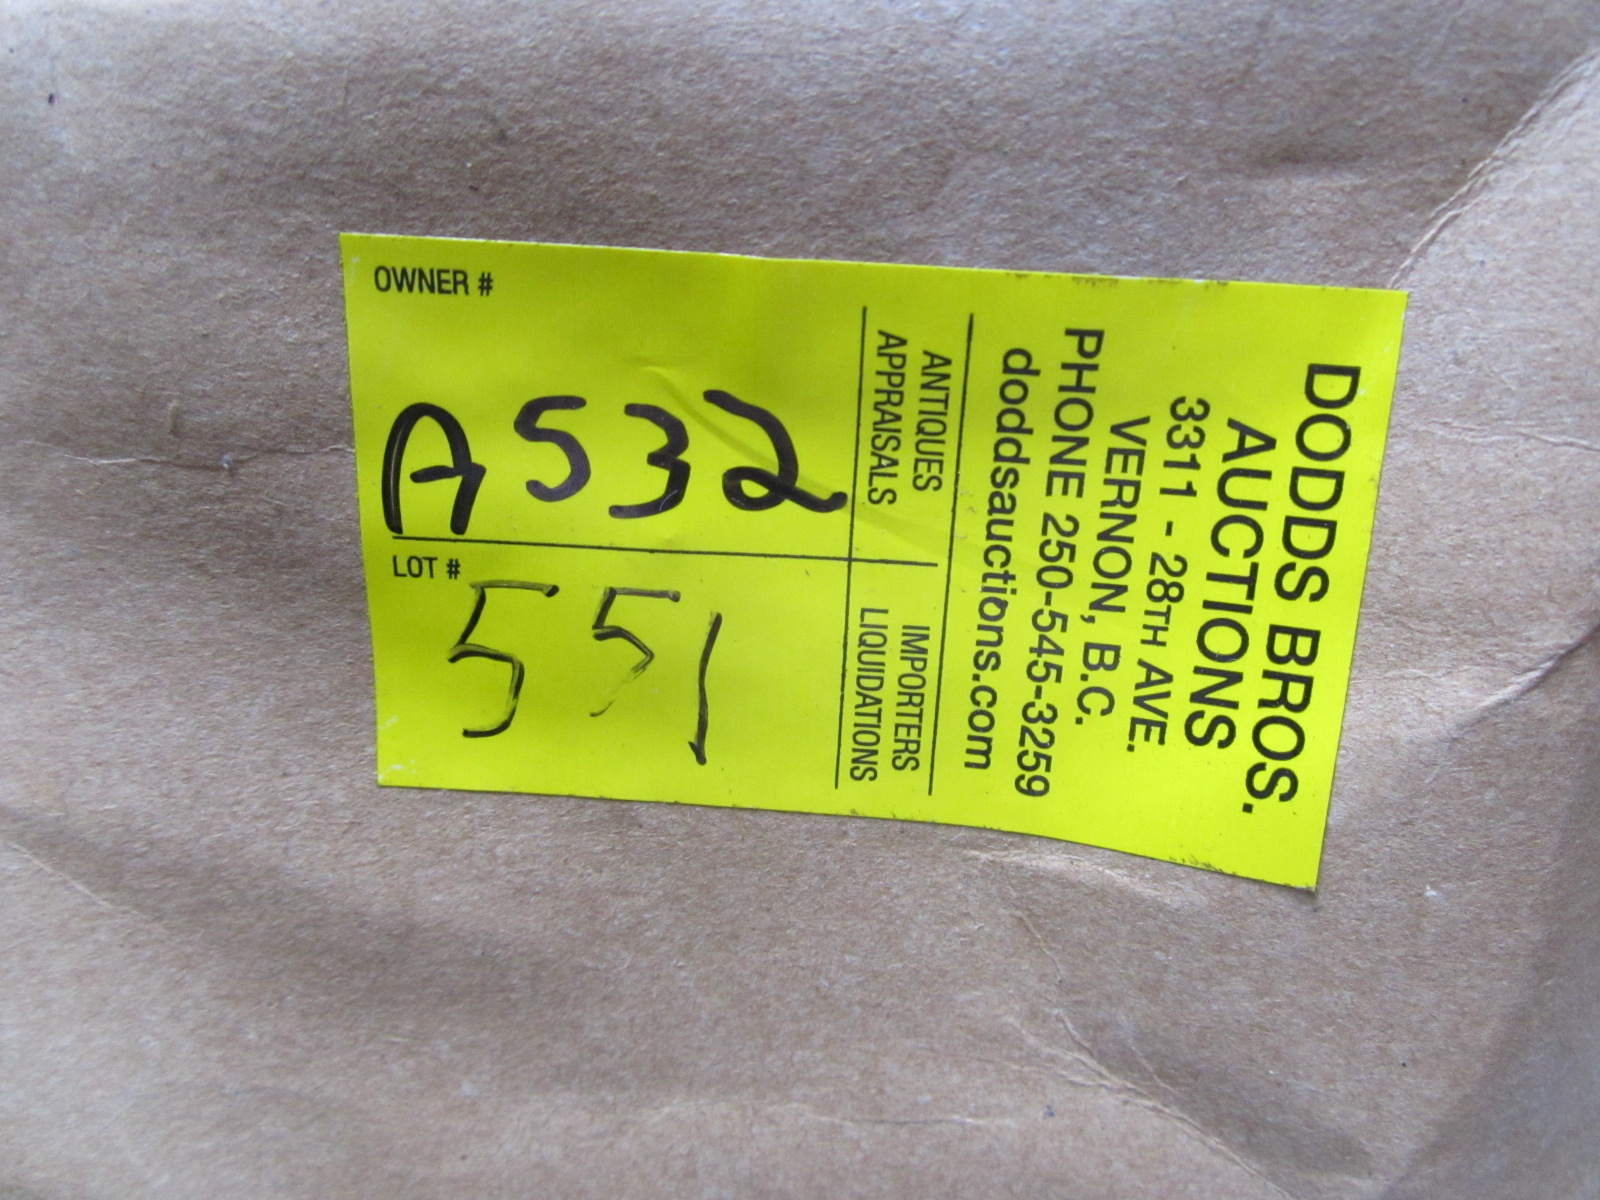 DODDS BROS.
AUCTIONS
3311 - 28TH AVE.
VERNON, B.C.
PHONE 250-545-3259
doddsauctions.com
ANTIQUES
APPRAISALS
IMPORTERS
LIQUIDATIONS
OWNER #
A532
LOT #
551